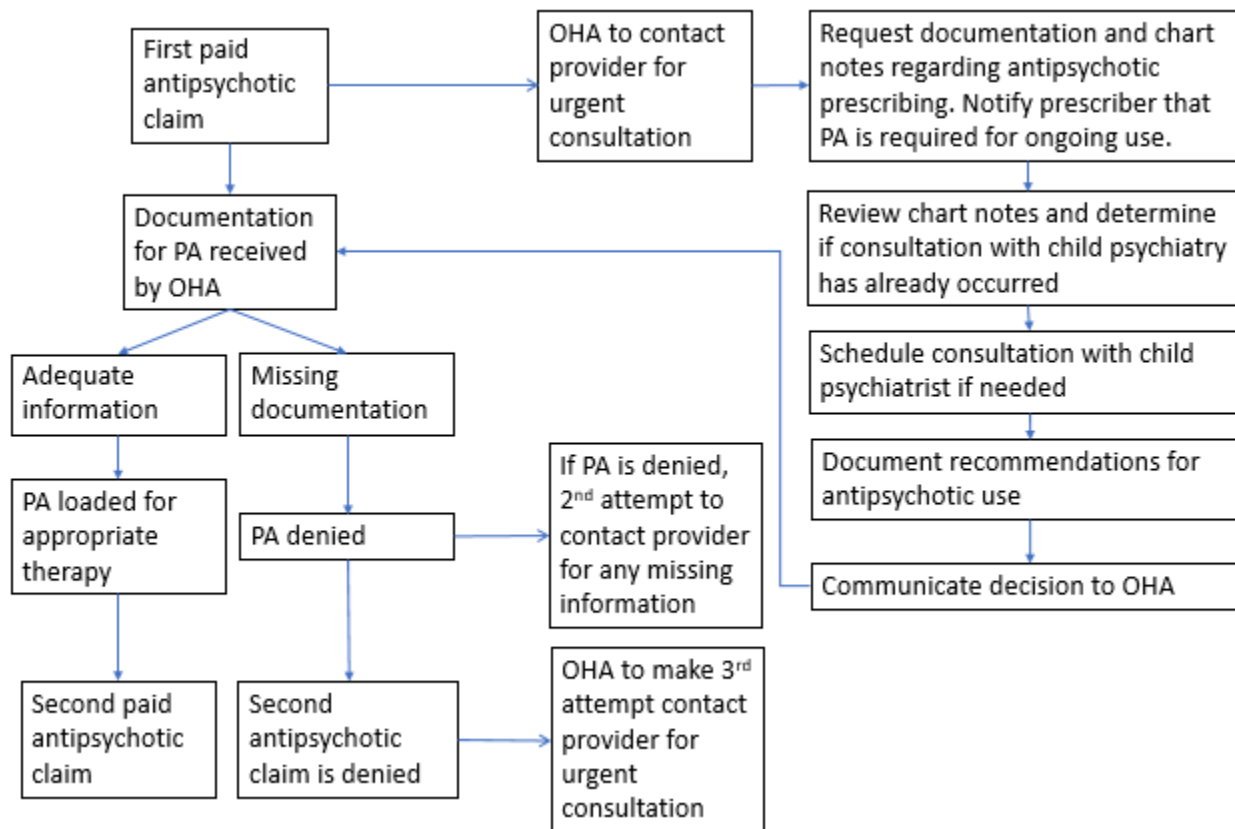 First paid
antipsychotic
claim
OHA to contact
provider for
urgent
consultation
Request documentation and chart
notes regarding antipsychotic
prescribing. Notify prescriber that
PA is required for ongoing use.
Documentation
for PA received
by OHA
Review chart notes and determine
if consultation with child psychiatry
has already occurred
Adequate
information
Missing
documentation
Schedule consultation with child
psychiatrist if needed
PA loaded for
appropriate
therapy
PA denied
If PA is denied,
2nd attempt to
contact provider
for any missing
information
Document recommendations for
antipsychotic use
Communicate decision to OHA
Second paid
antipsychotic
claim
Second
antipsychotic
claim is denied
OHA to make 3rd
attempt contact
provider for
urgent
consultation